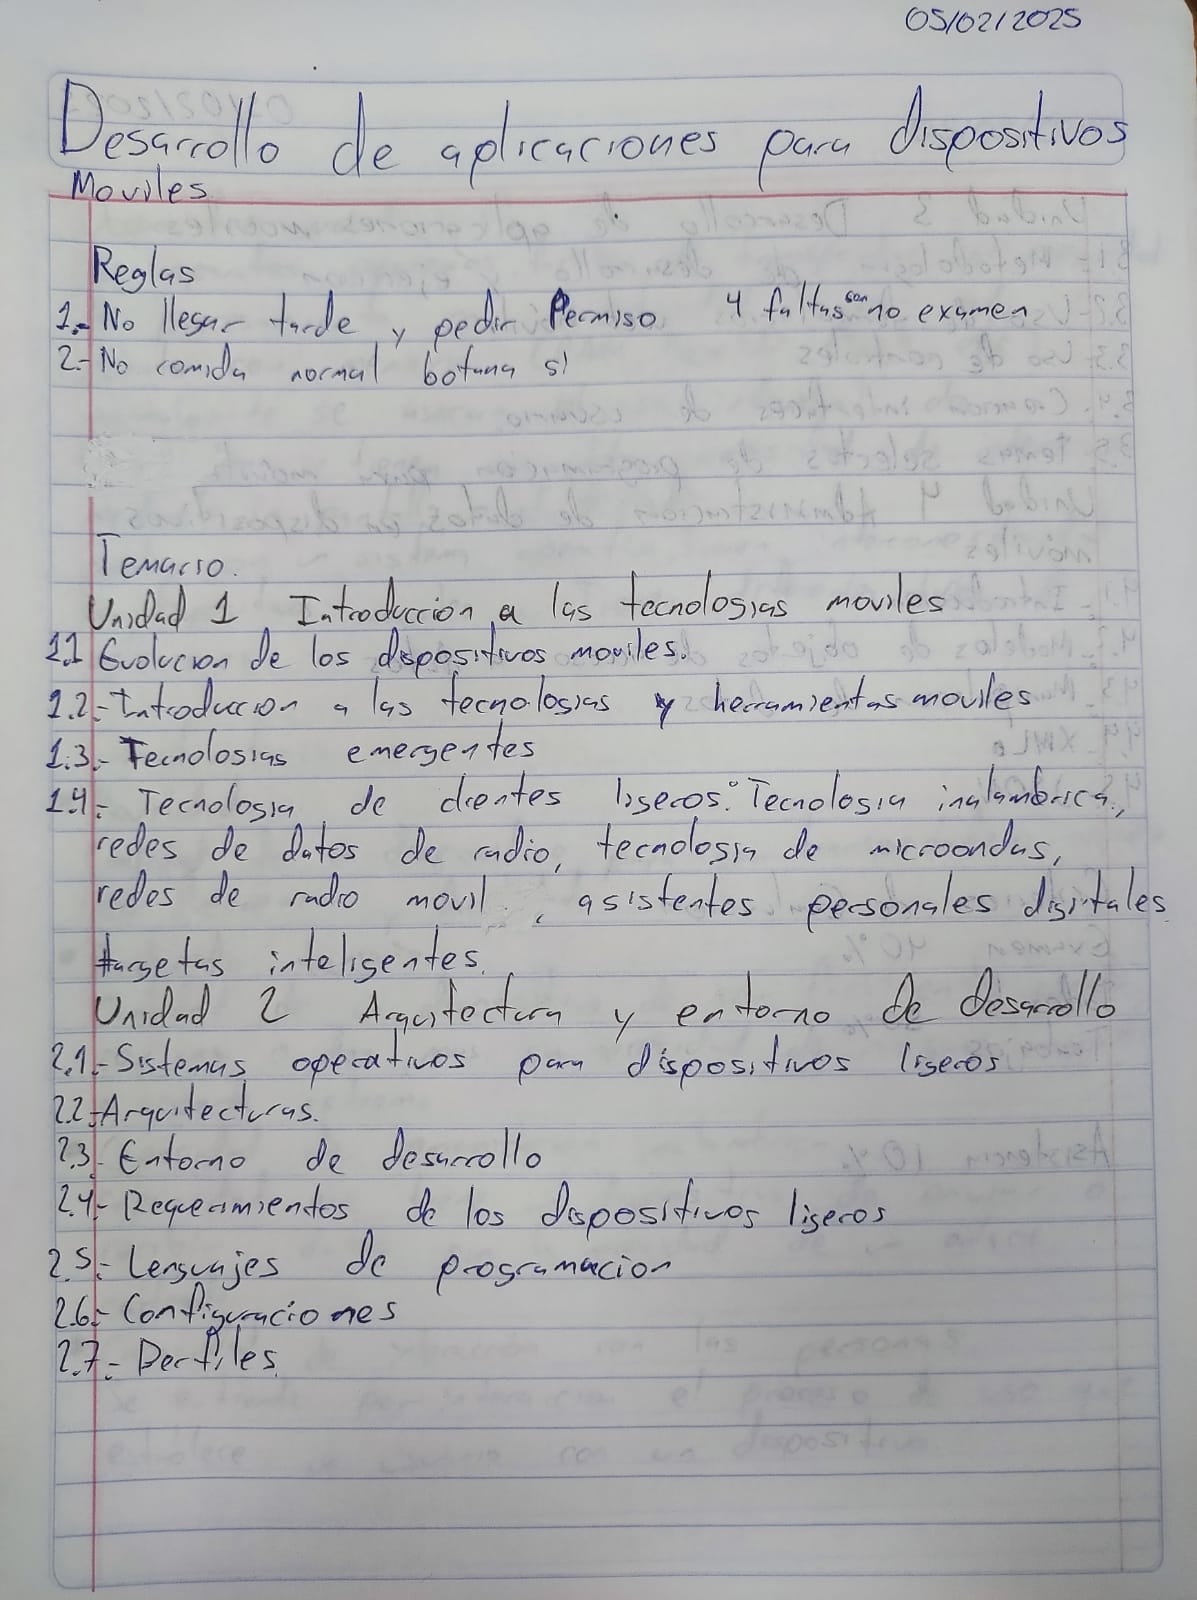 05/02/2025
Desarrollo de aplicaciones para dispositivos
Moviles.
Reglas
1.- No llegar tarde y pedir Permiso 4 faltas son no examen
2.- No comida normal botana si
Temario.
Unidad 1 Introduccion a las tecnologias moviles
1.1 Evolucion de los dispositivos moviles.
1.2.- Introduccion a las tecnologias y herramientas moviles
1.3.- Tecnologias emergentes
1.4.- Tecnologia de clientes ligeros: Tecnologia inalambrica,
redes de datos de radio, tecnologia de microondas,
redes de radio movil, asistentes personales digitales
targetas inteligentes.
Unidad 2 Arquitectura y entorno de desarrollo
2.1.- Sistemas operativos para dispositivos ligeros
2.2.- Arquitecturas.
2.3.- Entorno de desarrollo
2.4.- Requerimientos de los dispositivos ligeros
2.5.- Lenguajes de programacion
2.6.- Configuraciones
2.7.- Perfiles.